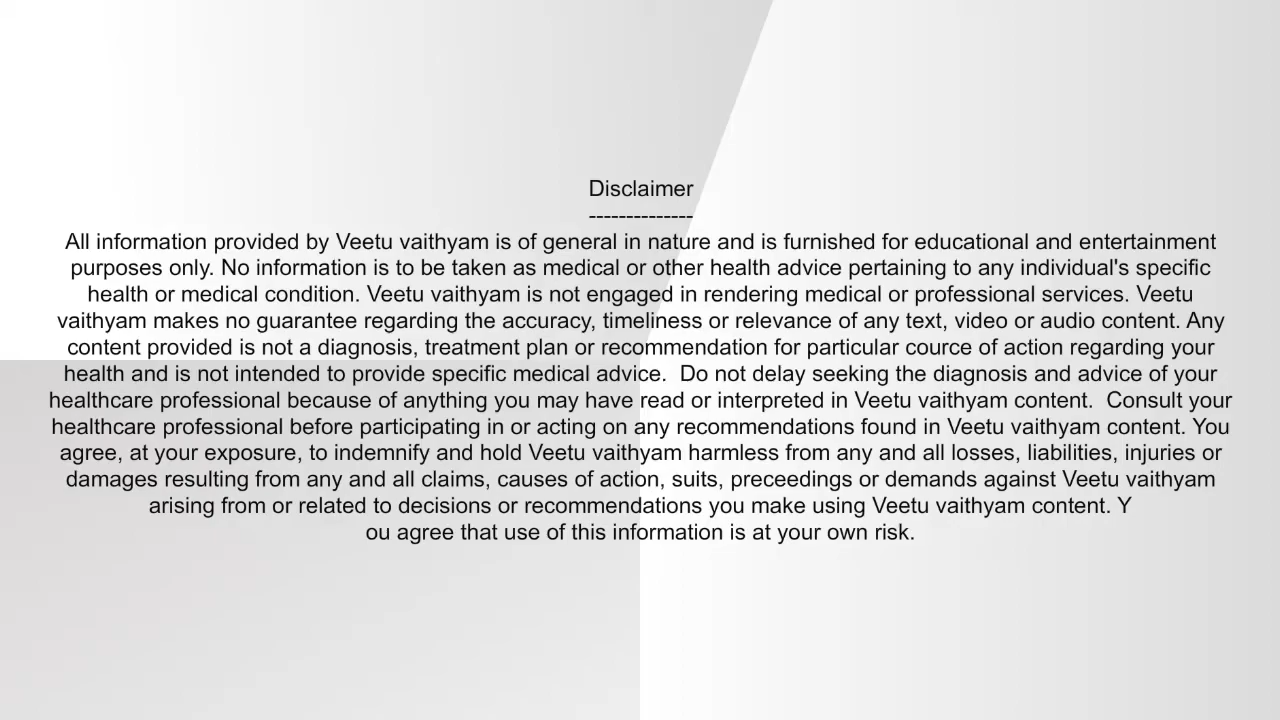 Disclaimer
--------------
All information provided by Veetu vaithyam is of general in nature and is furnished for educational and entertainment
purposes only. No information is to be taken as medical or other health advice pertaining to any individual's specific
health or medical condition. Veetu vaithyam is not engaged in rendering medical or professional services. Veetu
vaithyam makes no guarantee regarding the accuracy, timeliness or relevance of any text, video or audio content. Any
content provided is not a diagnosis, treatment plan or recommendation for particular cource of action regarding your
health and is not intended to provide specific medical advice.  Do not delay seeking the diagnosis and advice of your
healthcare professional because of anything you may have read or interpreted in Veetu vaithyam content.  Consult your
healthcare professional before participating in or acting on any recommendations found in Veetu vaithyam content. You
agree, at your exposure, to indemnify and hold Veetu vaithyam harmless from any and all losses, liabilities, injuries or
damages resulting from any and all claims, causes of action, suits, preceedings or demands against Veetu vaithyam
arising from or related to decisions or recommendations you make using Veetu vaithyam content. Y
ou agree that use of this information is at your own risk.